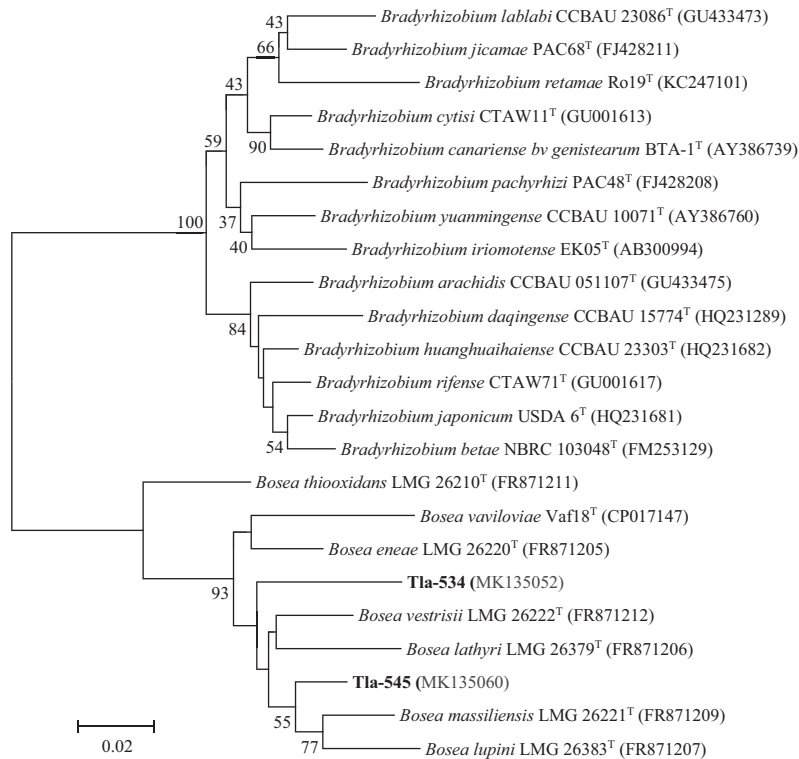 43
Bradyrhizobium lablabi CCBAU 23086ᵀ (GU433473)
66
Bradyrhizobium jicamae PAC68ᵀ (FJ428211)
43
Bradyrhizobium retamae Ro19ᵀ (KC247101)
Bradyrhizobium cytisi CTAW11ᵀ (GU001613)
59
90
Bradyrhizobium canariense bv genistearum BTA-1ᵀ (AY386739)
Bradyrhizobium pachyrhizi PAC48ᵀ (FJ428208)
100
37
Bradyrhizobium yuanmingense CCBAU 10071ᵀ (AY386760)
40
Bradyrhizobium iriomotense EK05ᵀ (AB300994)
Bradyrhizobium arachidis CCBAU 051107ᵀ (GU433475)
84
Bradyrhizobium daqingense CCBAU 15774ᵀ (HQ231289)
Bradyrhizobium huanghuaihaiense CCBAU 23303ᵀ (HQ231682)
Bradyrhizobium rifense CTAW71ᵀ (GU001617)
Bradyrhizobium japonicum USDA 6ᵀ (HQ231681)
54
Bradyrhizobium betae NBRC 103048ᵀ (FM253129)
Bosea thiooxidans LMG 26210ᵀ (FR871211)
Bosea vaviloviae Vaf18ᵀ (CP017147)
Bosea eneae LMG 26220ᵀ (FR871205)
93
Tla-534 (MK135052)
Bosea vestrisii LMG 26222ᵀ (FR871212)
Bosea lathyri LMG 26379ᵀ (FR871206)
Tla-545 (MK135060)
55
Bosea massiliensis LMG 26221ᵀ (FR871209)
77
Bosea lupini LMG 26383ᵀ (FR871207)
0.02